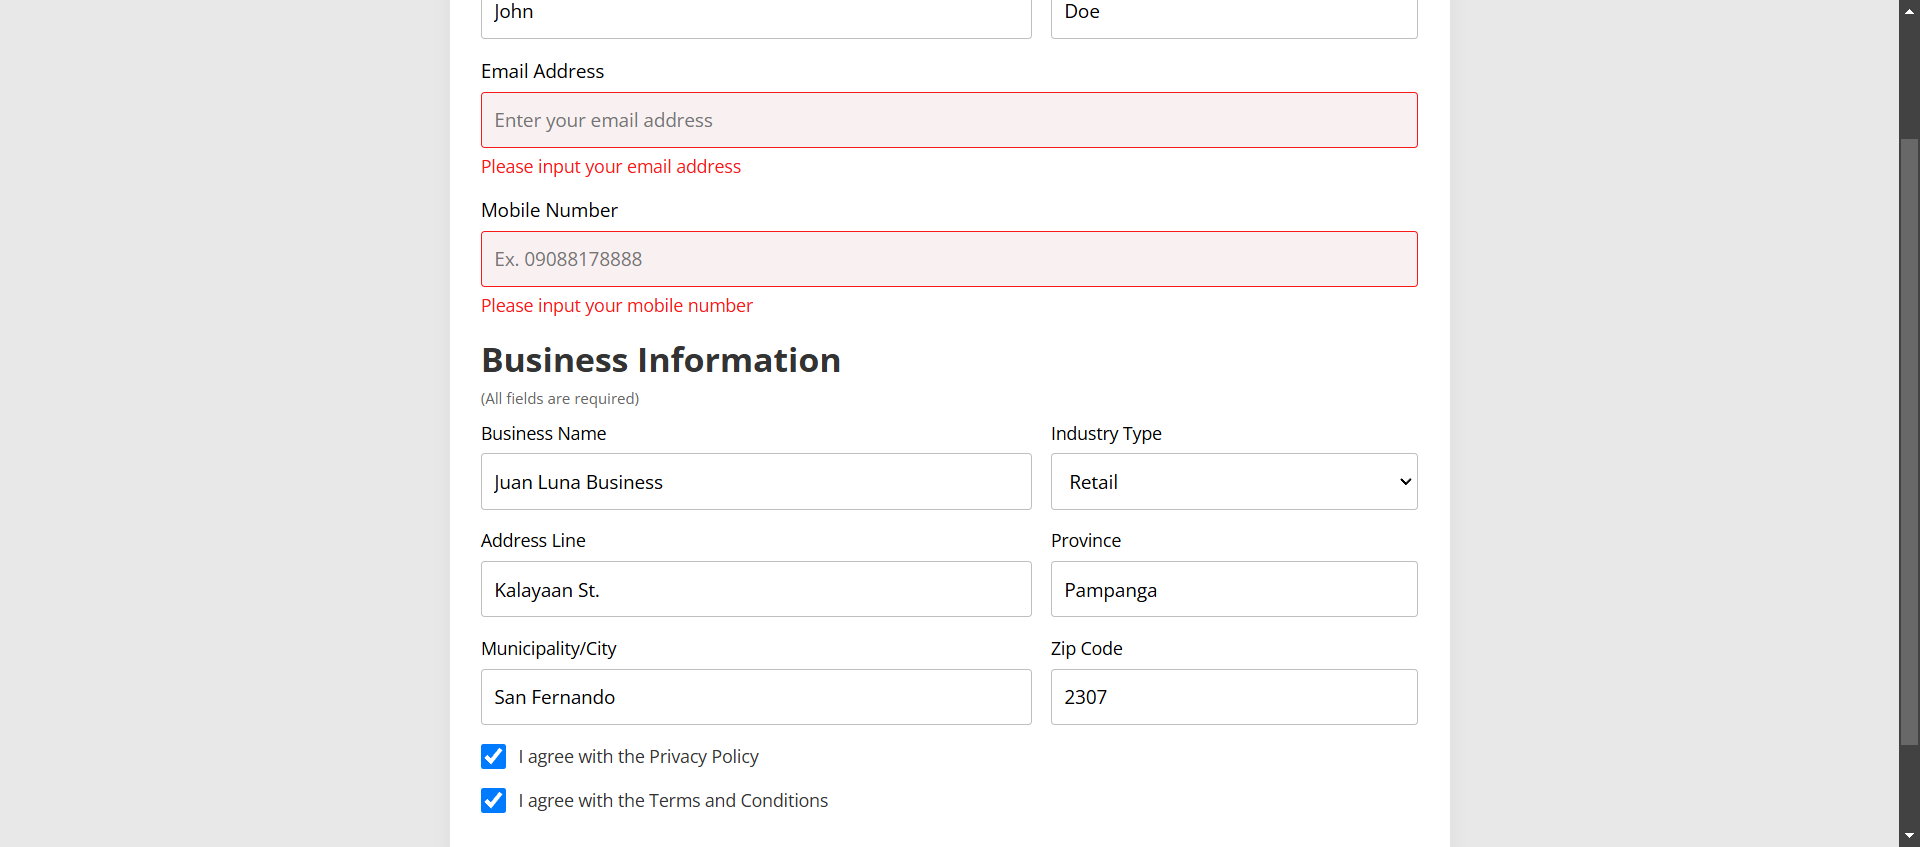 John
Doe
Email Address
Enter your email address
Please input your email address
Mobile Number
Ex. 09088178888
Please input your mobile number
Business Information
(All fields are required)
Business Name
Industry Type
Juan Luna Business
Retail
Address Line
Province
Kalayaan St.
Pampanga
Municipality/City
Zip Code
San Fernando
2307
I agree with the Privacy Policy
I agree with the Terms and Conditions